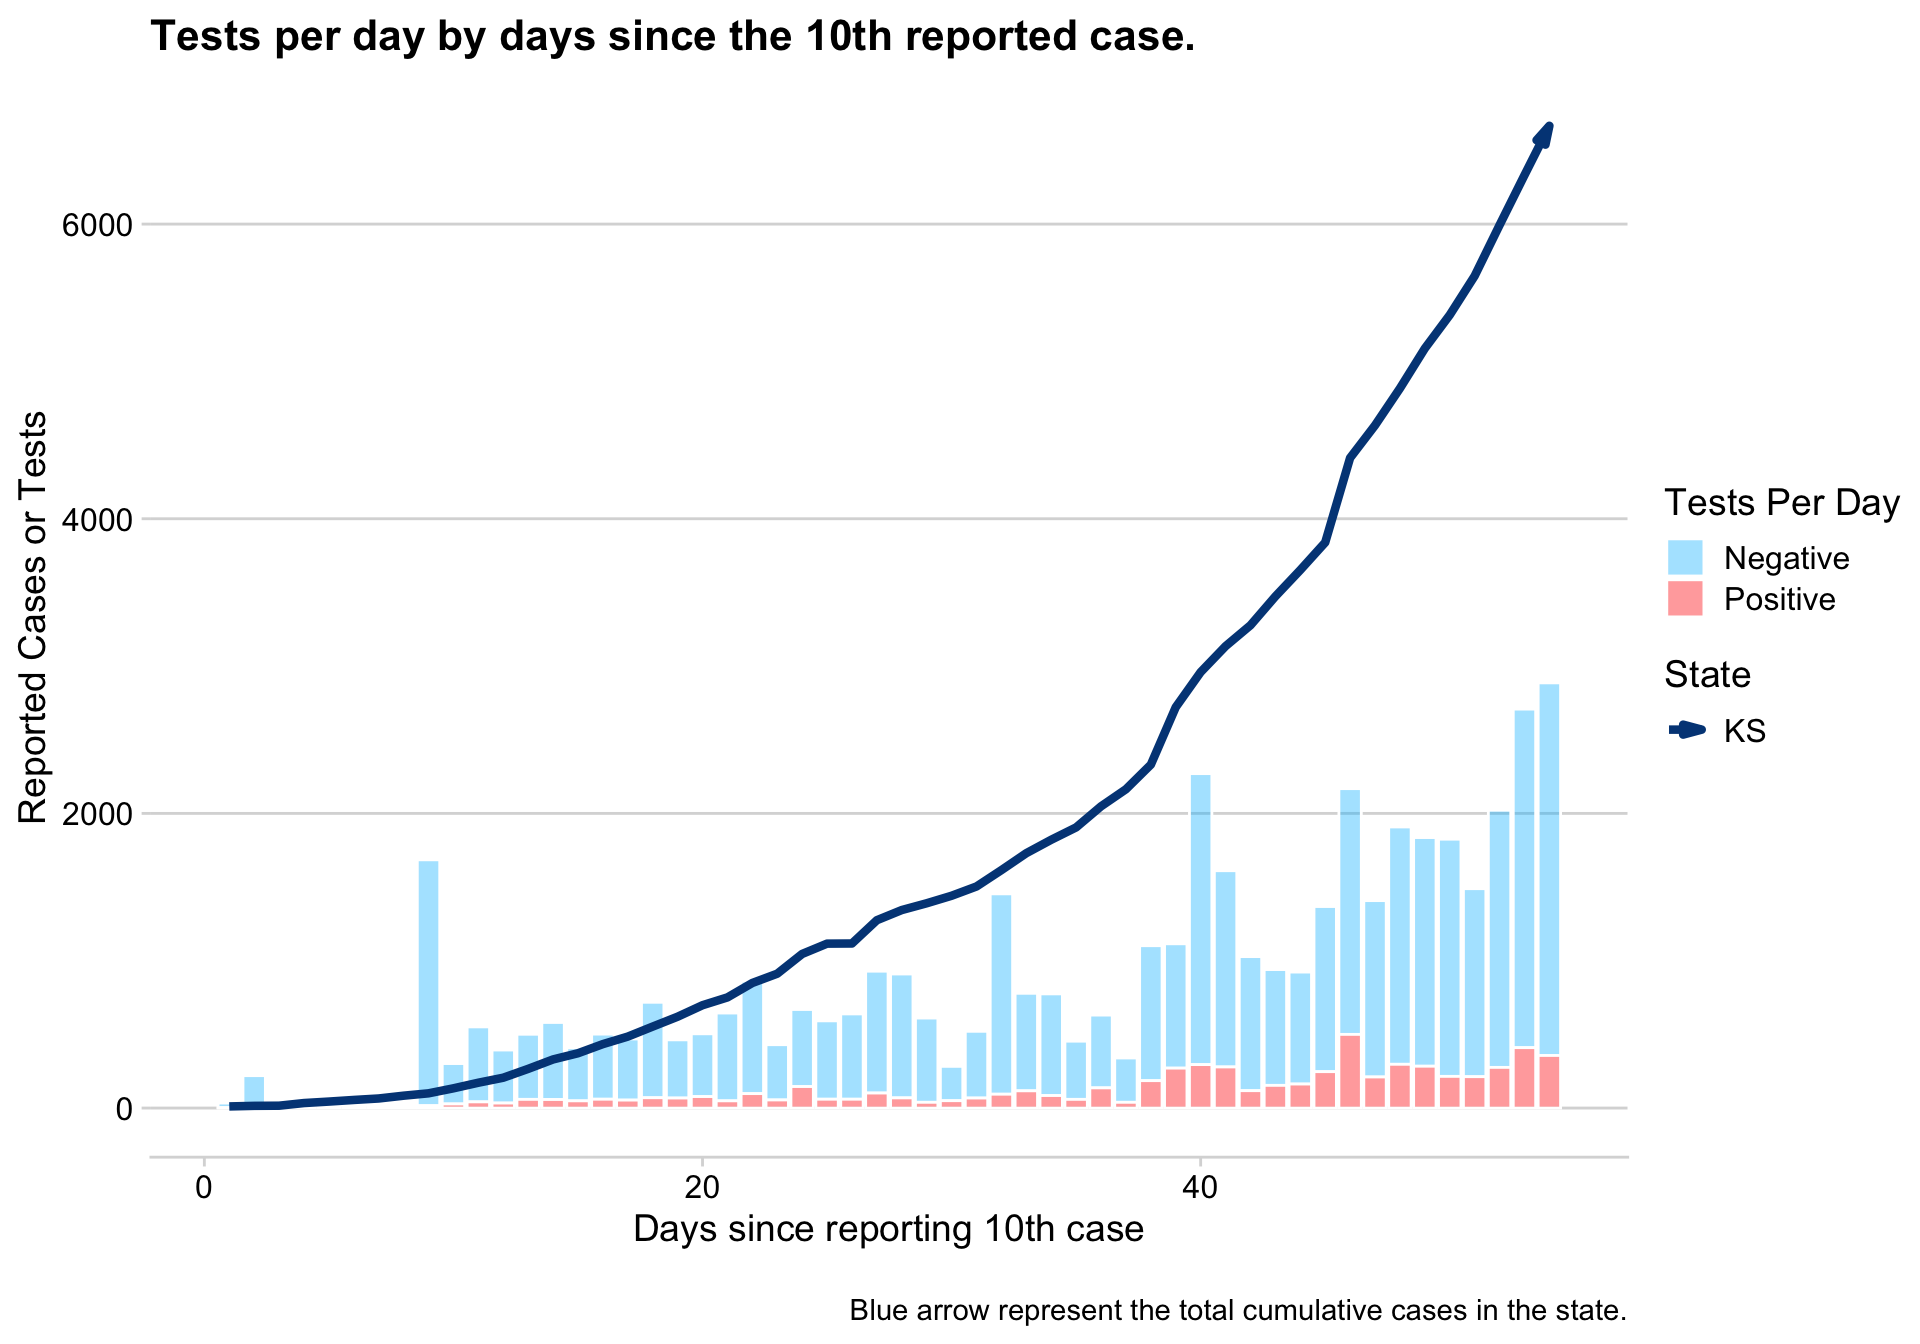 Tests per day by days since the 10th reported case.
Reported Cases or Tests
6000
4000
2000
0
0
20
40
Days since reporting 10th case
Tests Per Day
Negative
Positive
State
KS
Blue arrow represent the total cumulative cases in the state.